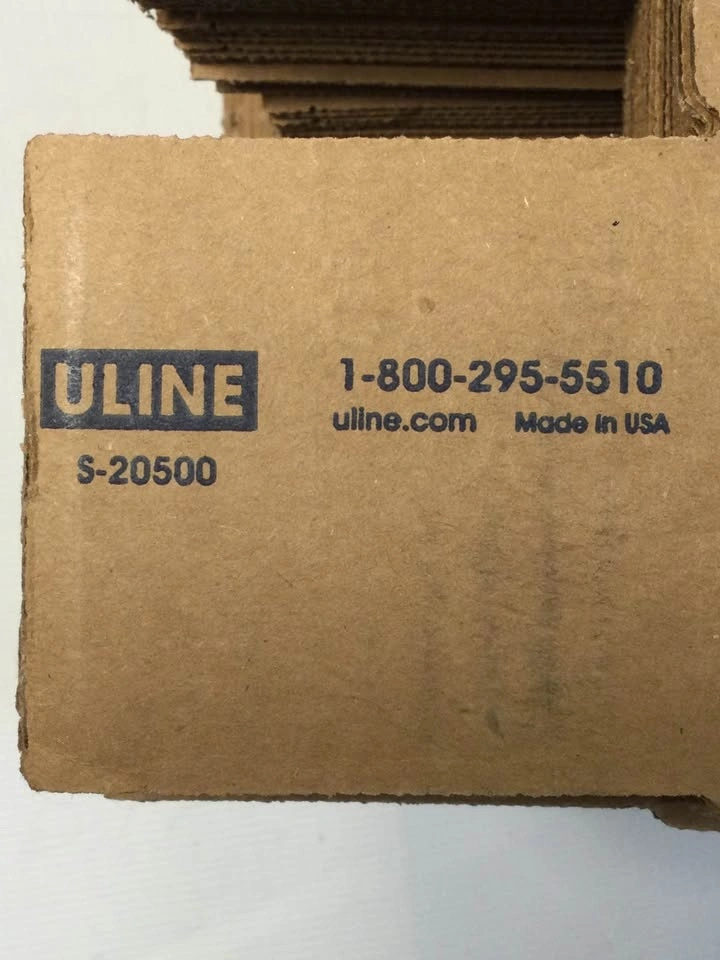 ULINE
S-20500
1-800-295-5510
uline.com Made in USA